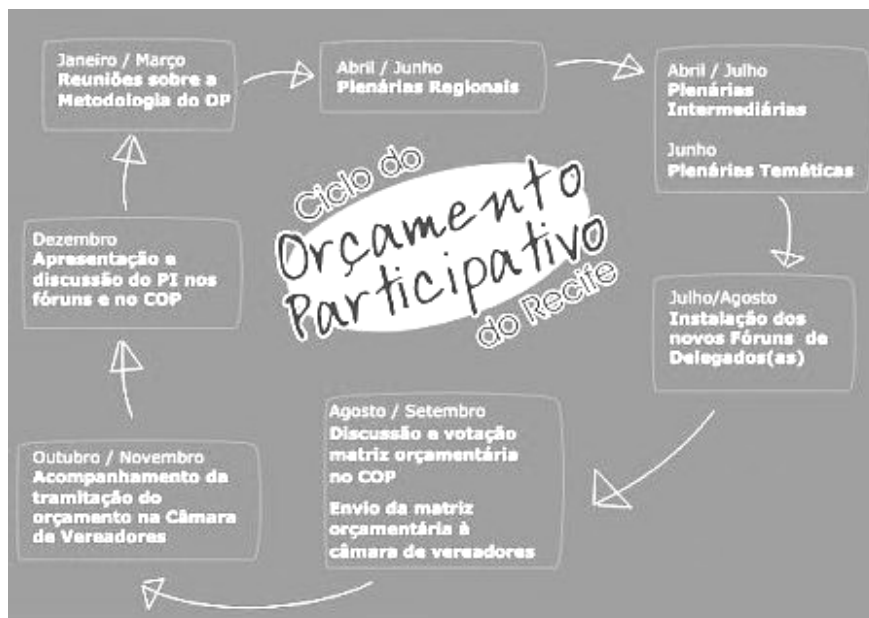 Janeiro / Março
Reuniões sobre a
Metodologia do OP
Abril / Junho
Plenárias Regionais
Abril / Julho
Plenárias
Intermediárias
Junho
Plenárias Temáticas
Ciclo do
Orçamento
Participativo
do Recife
Dezembro
Apresentação e
discussão do PI nos
fóruns e no COP
Julho/Agosto
Instalação dos
novos Fóruns de
Delegados(as)
Agosto / Setembro
Discussão e votação
matriz orçamentária
no COP
Envio da matriz
orçamentária à
câmara de vereadores
Outubro / Novembro
Acompanhamento da
tramitação do
orçamento na Câmara
de Vereadores